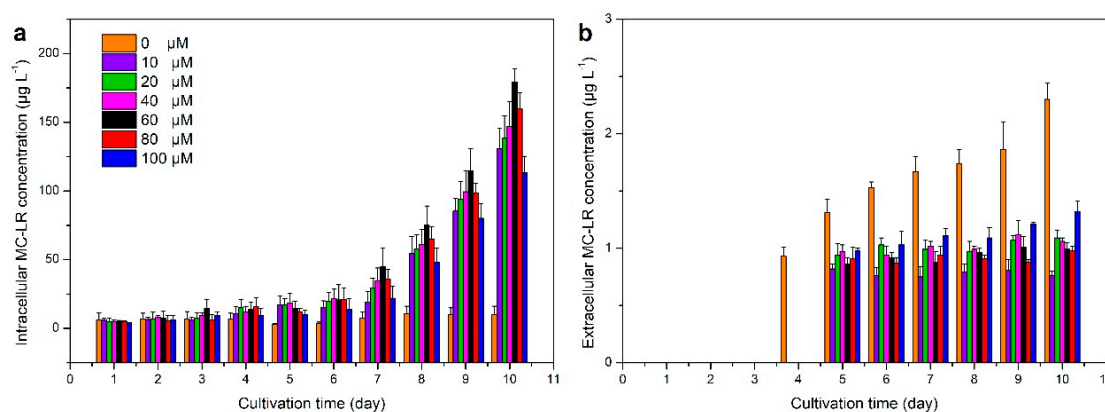 a
Intracellular MC-LR concentration (µg L⁻¹)
200
150
100
50
0
0 µM
10 µM
20 µM
40 µM
60 µM
80 µM
100 µM
0 1 2 3 4 5 6 7 8 9 10 11
Cultivation time (day)
b
Extracellular MC-LR concentration (µg L⁻¹)
3
2
1
0
0 1 2 3 4 5 6 7 8 9 10 1
Cultivation time (day)